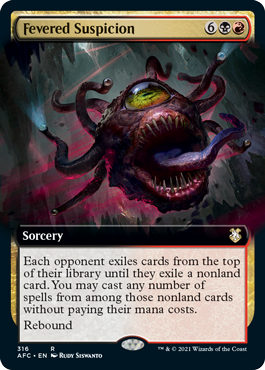 Fevered Suspicion 6
Sorcery
Each opponent exiles cards from the top
of their library until they exile a nonland
card. You may cast any number of
spells from among those nonland cards
without paying their mana costs.
Rebound
316 R
AFC • EN Rudy Siswanto ™ & © 2021 Wizards of the Coast